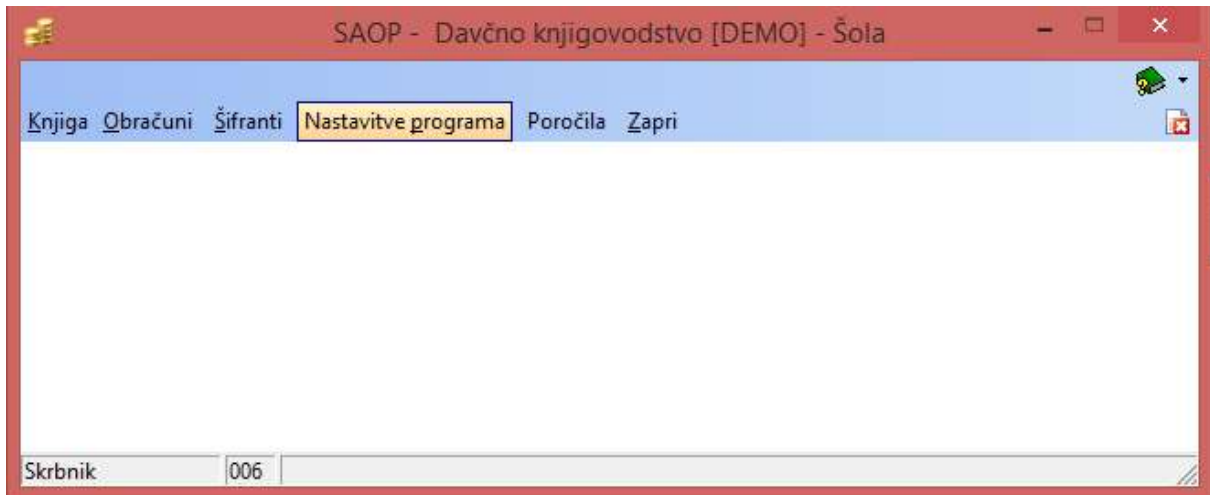 SAOP - Davčno knjigovodstvo [DEMO] - Šola
Knjiga Obračuni Šifranti Nastavitve programa Poročila Zapri
Skrbnik 006